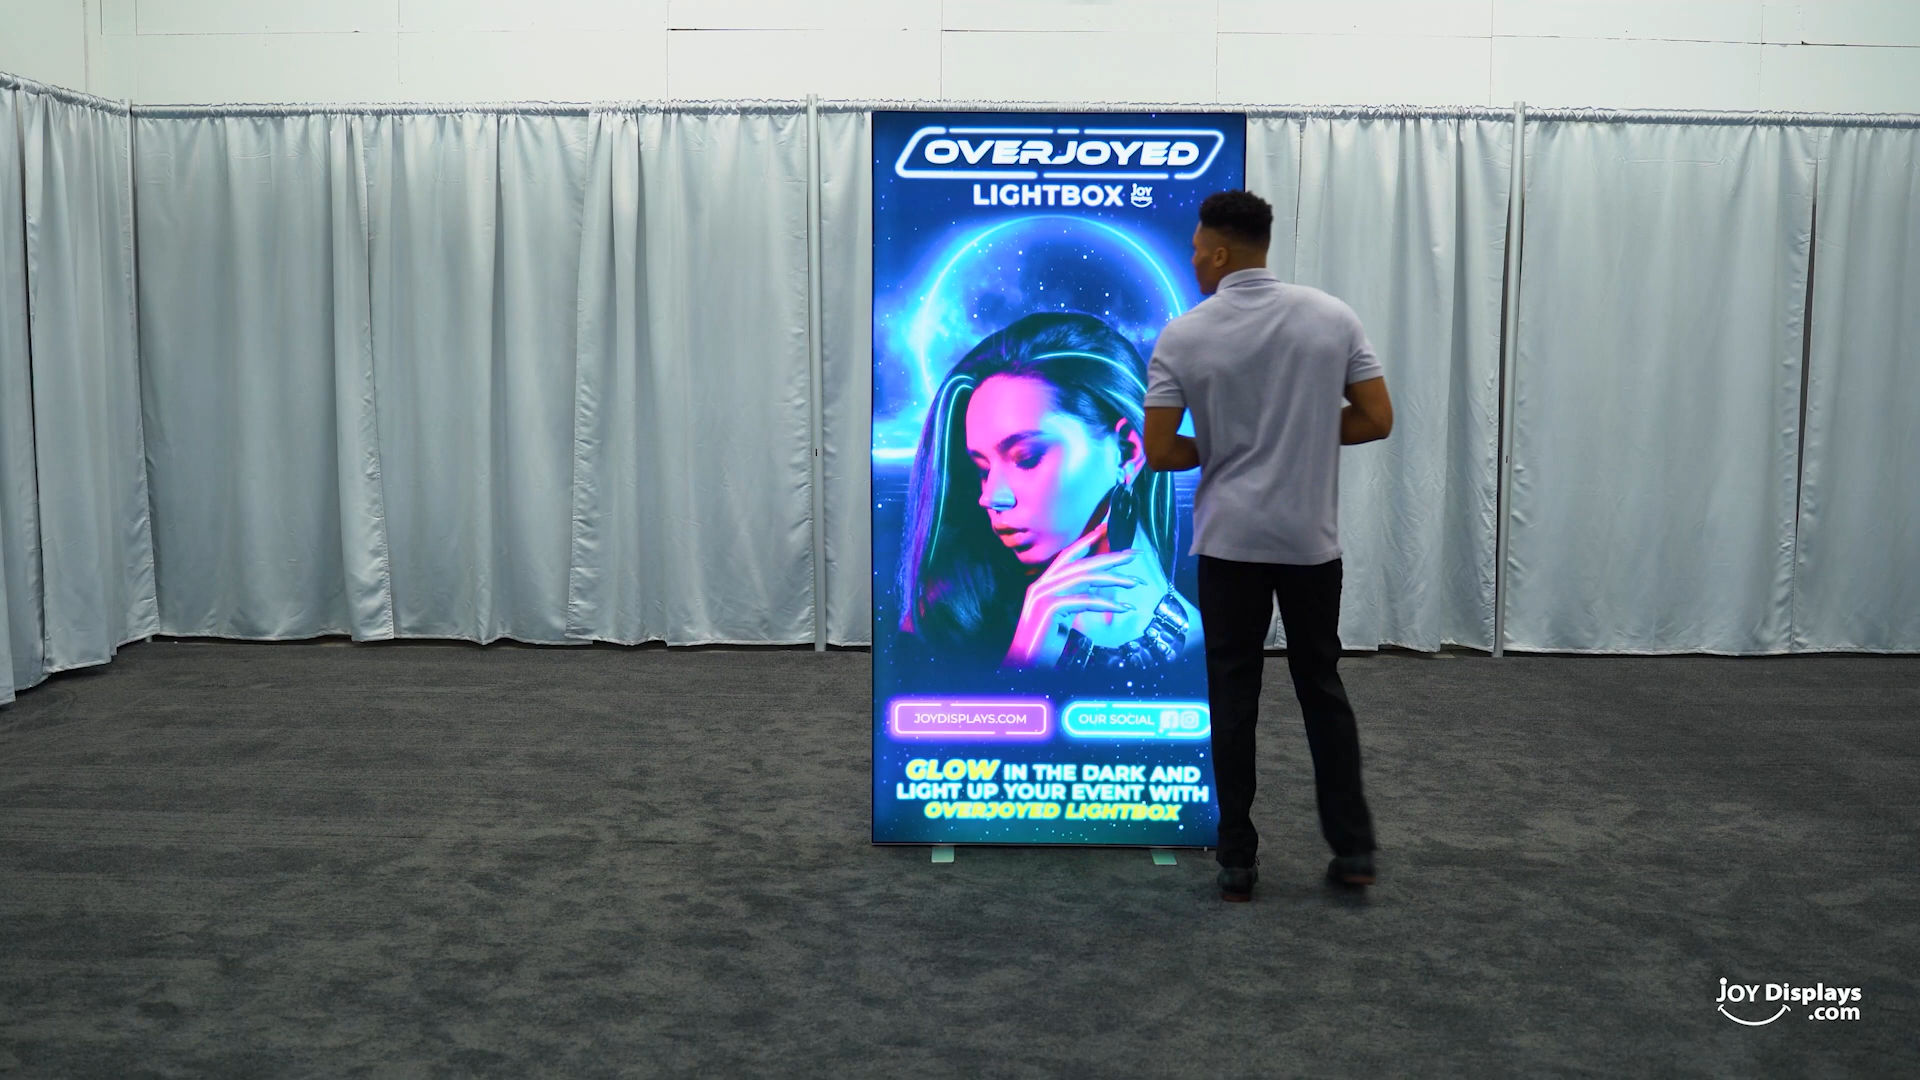 OVERJOYED
LIGHTBOX JOY Displays
JOYDISPLAYS.COM
OUR SOCIAL
GLOW IN THE DARK AND
LIGHT UP YOUR EVENT WITH
OVERJOYED LIGHTBOX
JOY Displays
.com